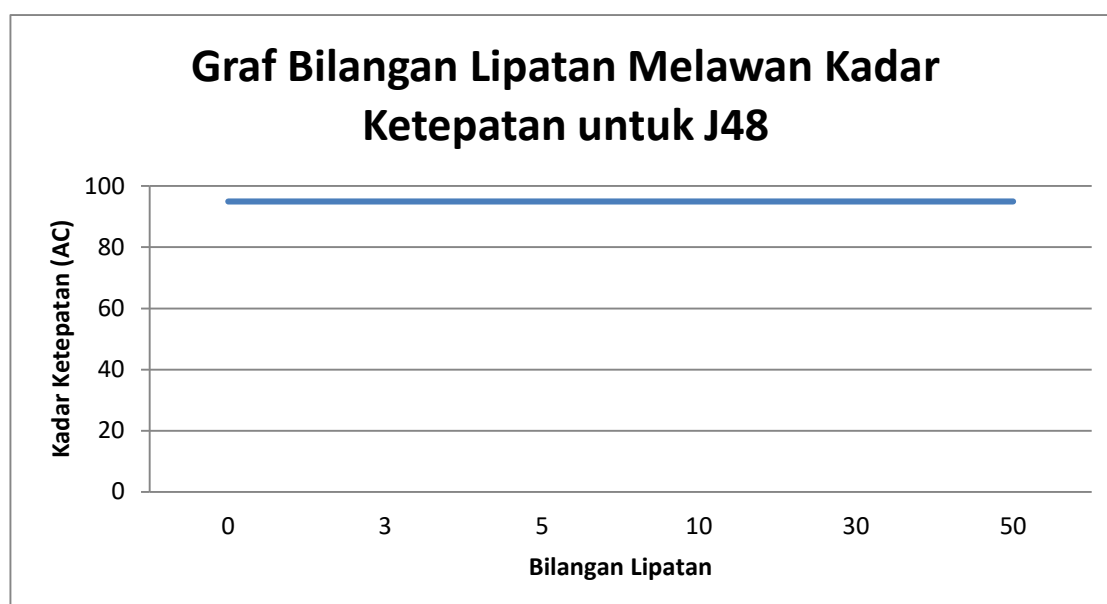 Graf Bilangan Lipatan Melawan Kadar
Ketepatan untuk J48
Kadar Ketepatan (AC)
100
80
60
40
20
0
0 3 5 10 30 50
Bilangan Lipatan